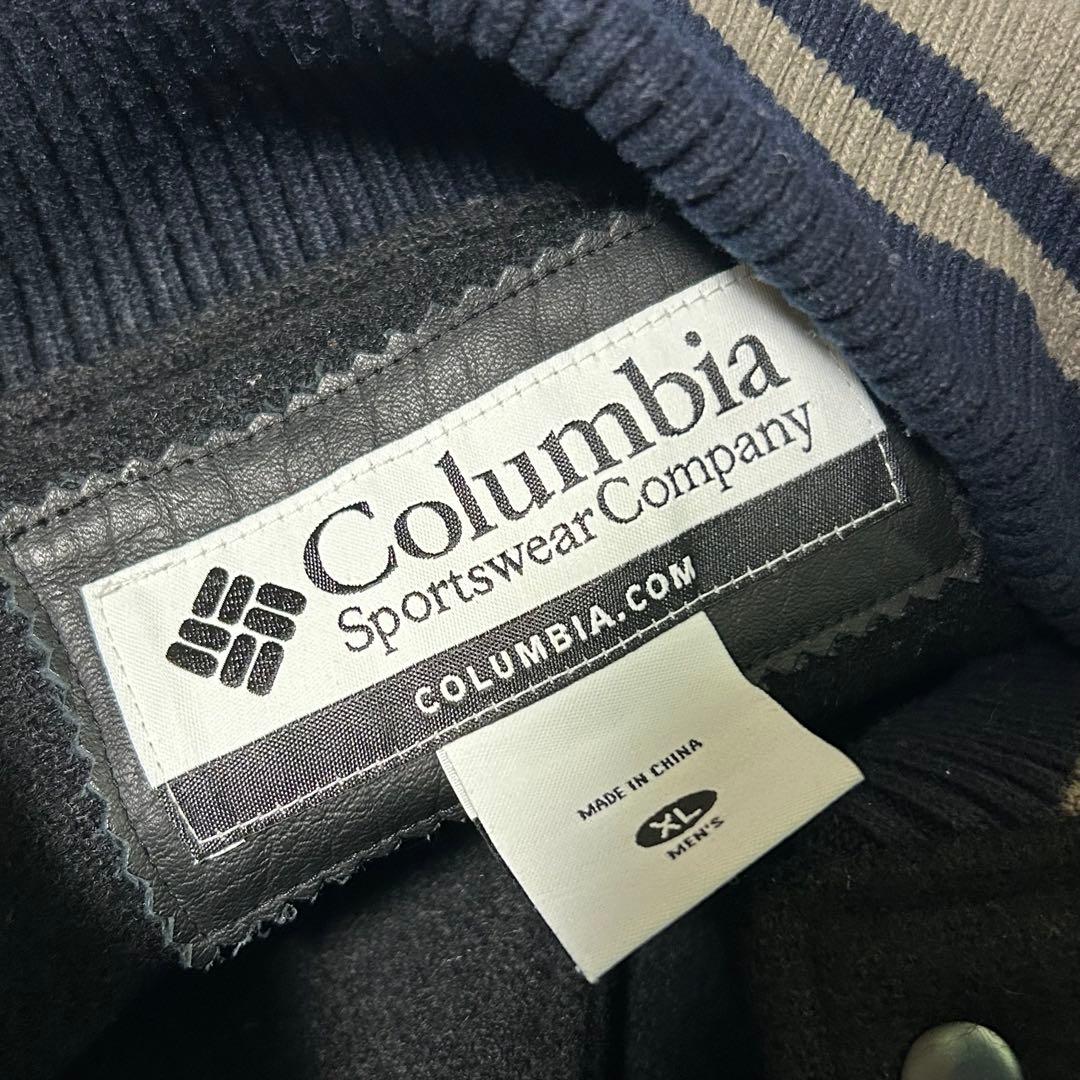 Columbia
Sportswear Company
COLUMBIA.COM
MADE IN CHINA
XL
MEN'S